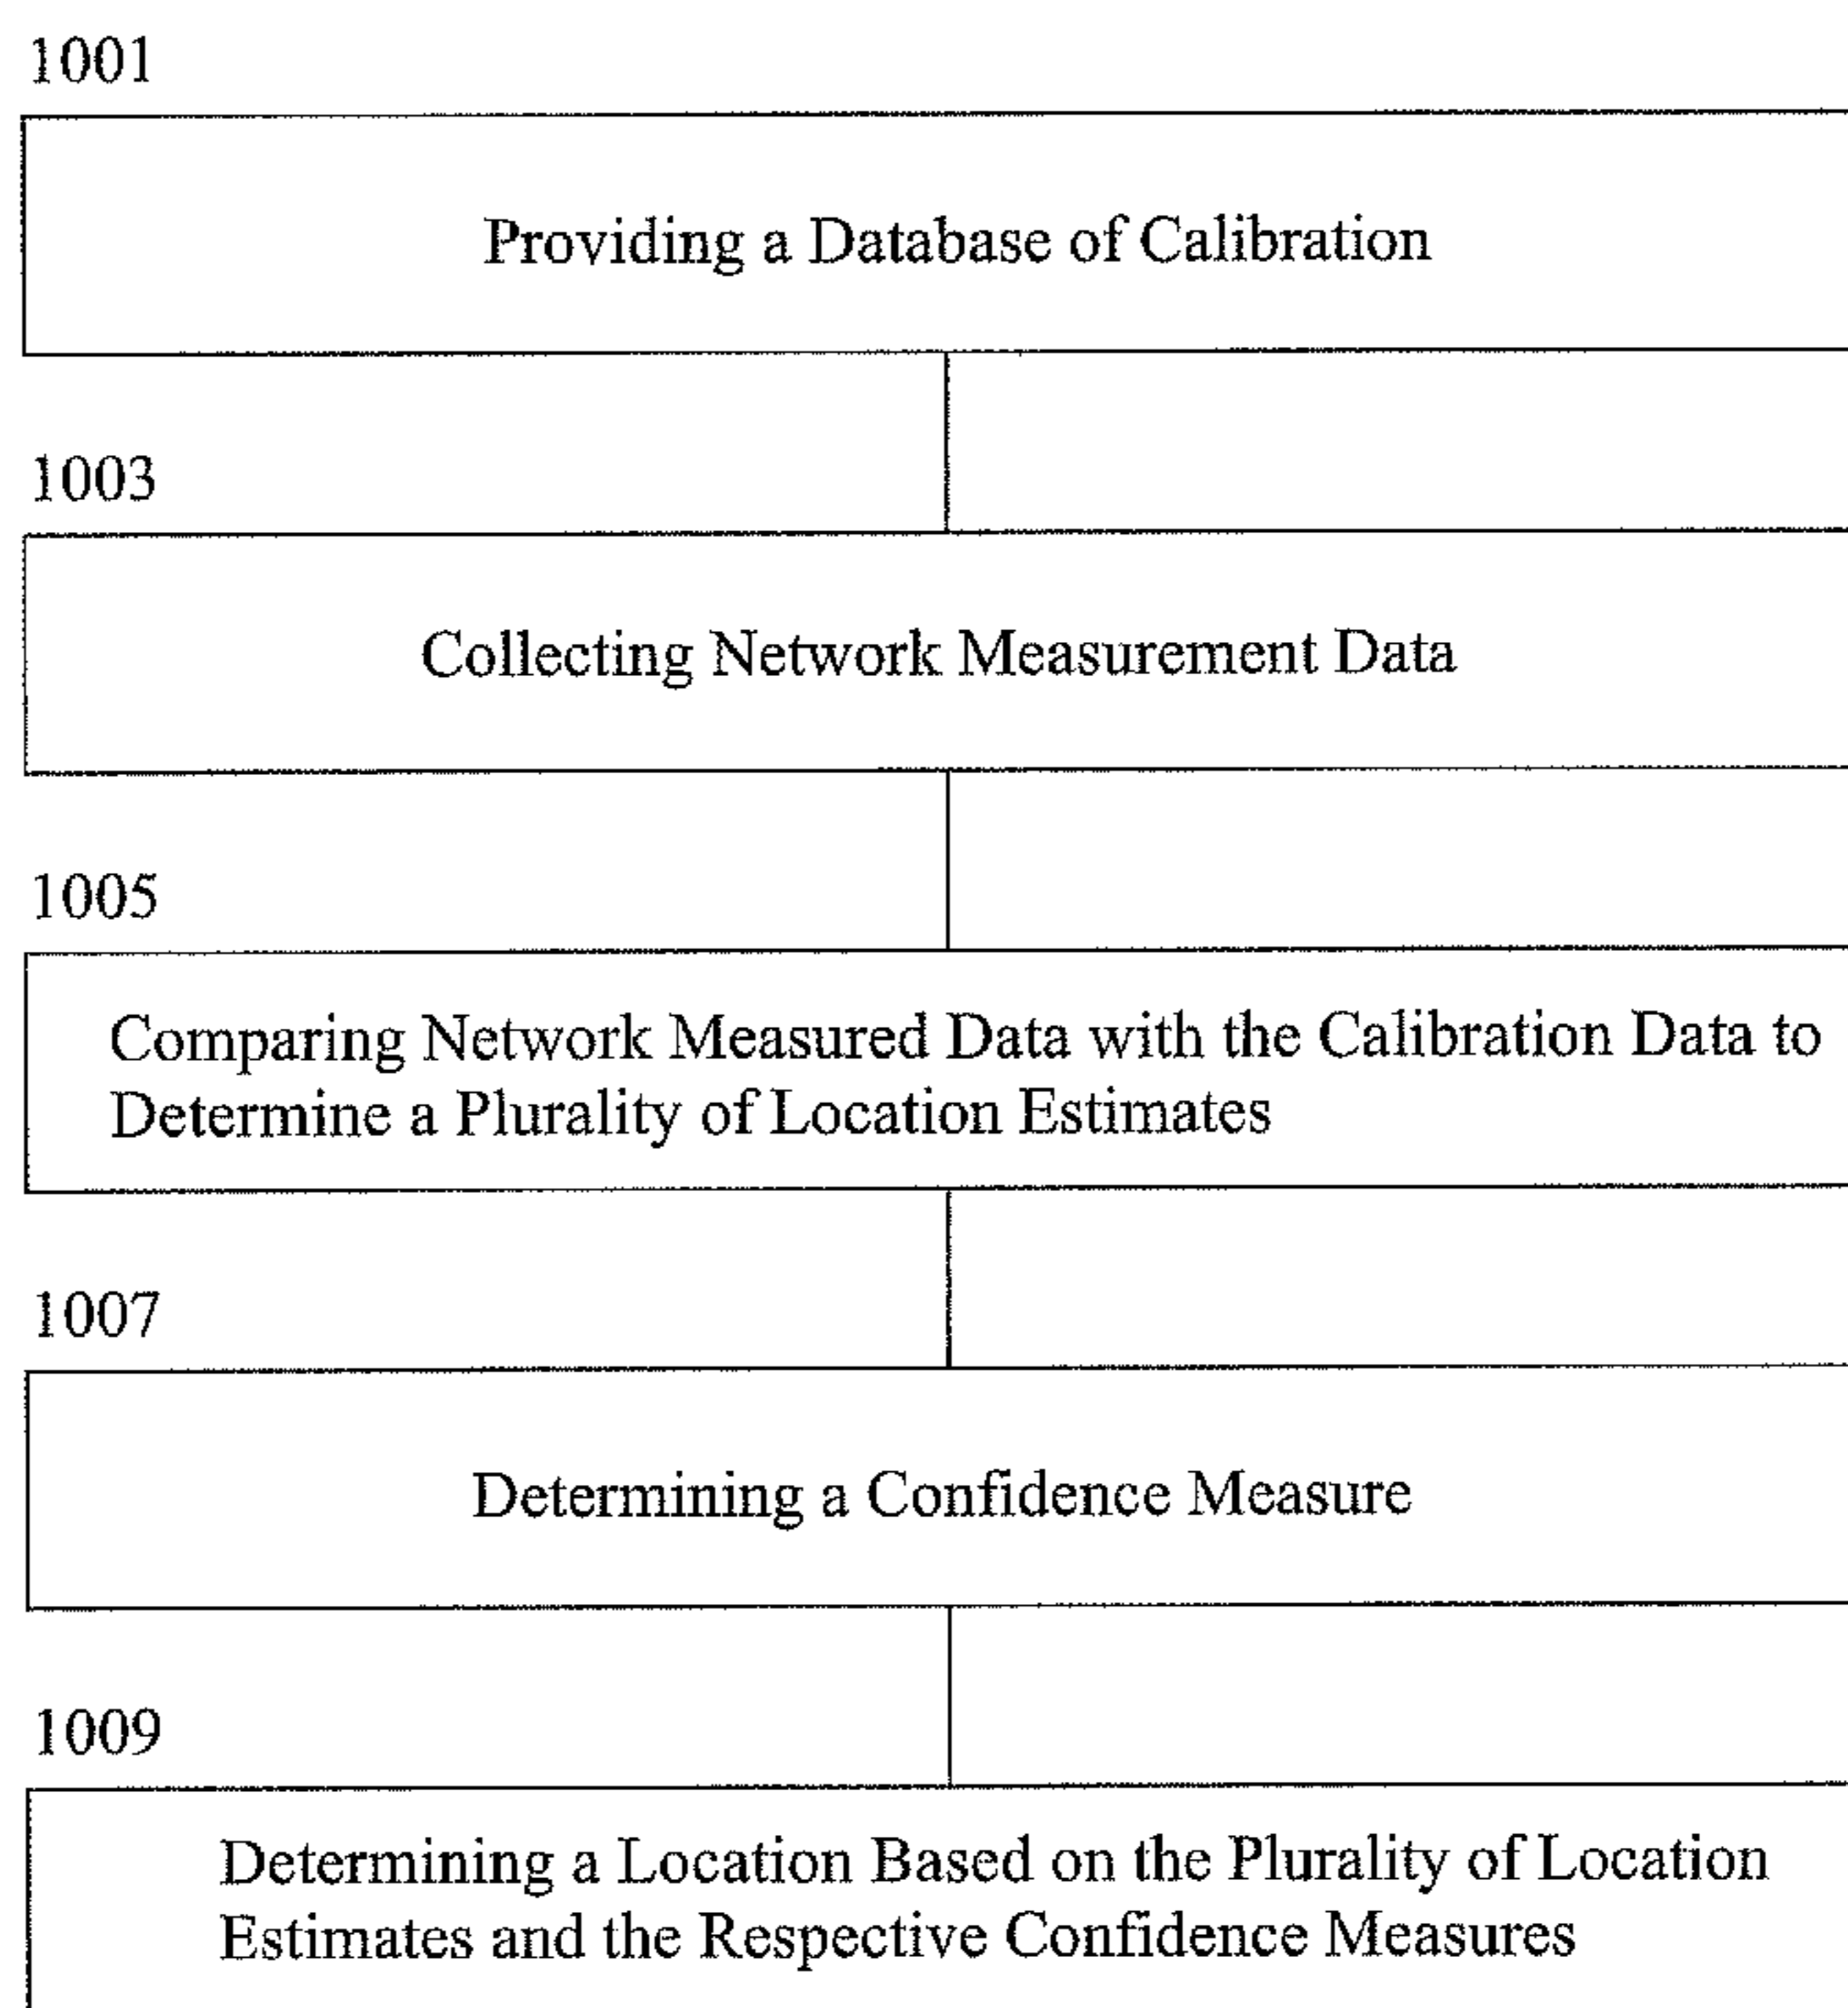 1001
Providing a Database of Calibration
1003
Collecting Network Measurement Data
1005
Comparing Network Measured Data with the Calibration Data to
Determine a Plurality of Location Estimates
1007
Determining a Confidence Measure
1009
Determining a Location Based on the Plurality of Location
Estimates and the Respective Confidence Measures